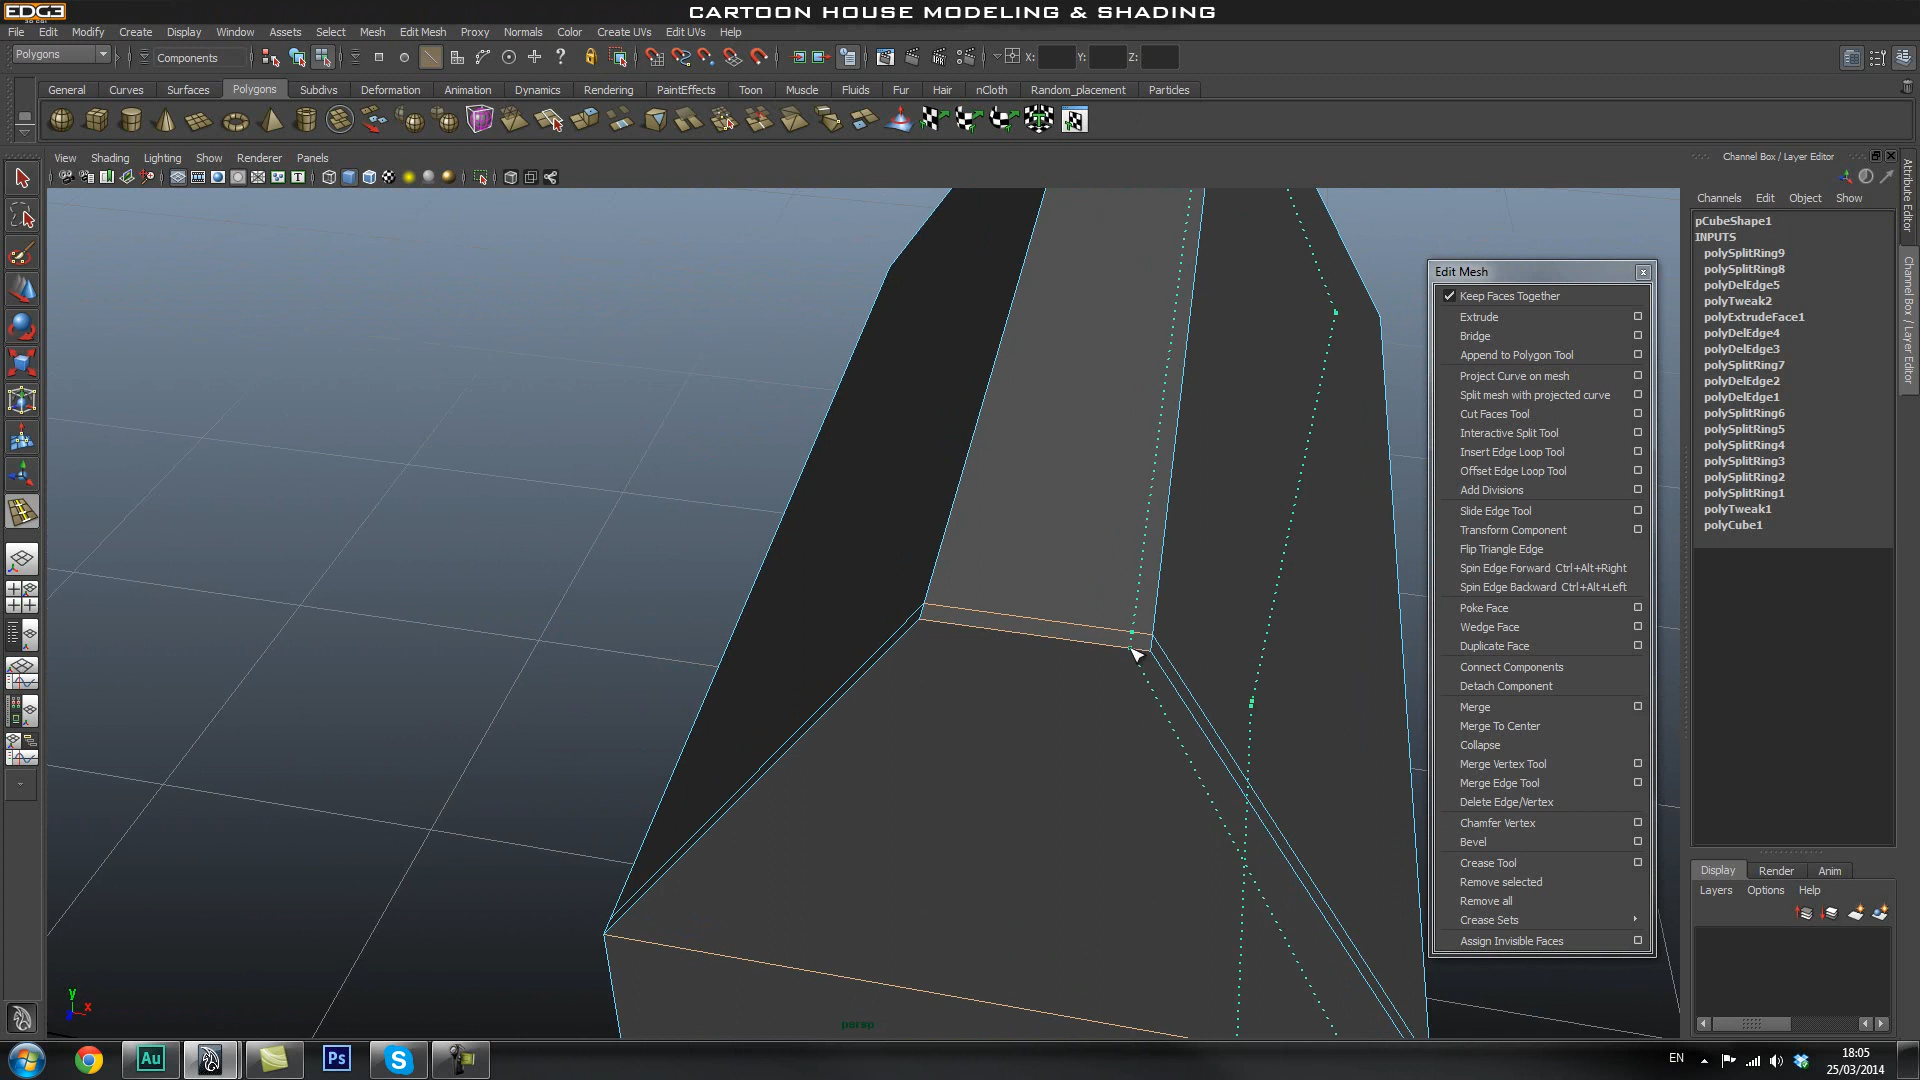 EDG3
CARTOON HOUSE MODELING & SHADING
File Edit Modify Create Display Window Assets Select Mesh Edit Mesh Proxy Normals Color Create UVs Edit UVs Help
Polygons Components X: Y: Z:
General Curves Surfaces Polygons Subdivs Deformation Animation Dynamics Rendering PaintEffects Toon Muscle Fluids Fur Hair nCloth Random_placement Particles
View Shading Lighting Show Renderer Panels
Channel Box / Layer Editor
Channels Edit Object Show
pCubeShape1
INPUTS
polySplitRing9
polySplitRing8
polyDelEdge5
polyTweak2
polyExtrudeFace1
polyDelEdge4
polyDelEdge3
polySplitRing7
polyDelEdge2
polyDelEdge1
polySplitRing6
polySplitRing5
polySplitRing4
polySplitRing3
polySplitRing2
polySplitRing1
polyTweak1
polyCube1
Attribute Editor
Channel Box / Layer Editor
Edit Mesh
Keep Faces Together
Extrude
Bridge
Append to Polygon Tool
Project Curve on mesh
Split mesh with projected curve
Cut Faces Tool
Interactive Split Tool
Insert Edge Loop Tool
Offset Edge Loop Tool
Add Divisions
Slide Edge Tool
Transform Component
Flip Triangle Edge
Spin Edge Forward Ctrl+Alt+Right
Spin Edge Backward Ctrl+Alt+Left
Poke Face
Wedge Face
Duplicate Face
Connect Components
Detach Component
Merge
Merge To Center
Collapse
Merge Vertex Tool
Merge Edge Tool
Delete Edge/Vertex
Chamfer Vertex
Bevel
Crease Tool
Remove selected
Remove all
Crease Sets
Assign Invisible Faces
Display Render Anim
Layers Options Help
y
x
persp
Au
Ps
EN
18:05
25/03/2014